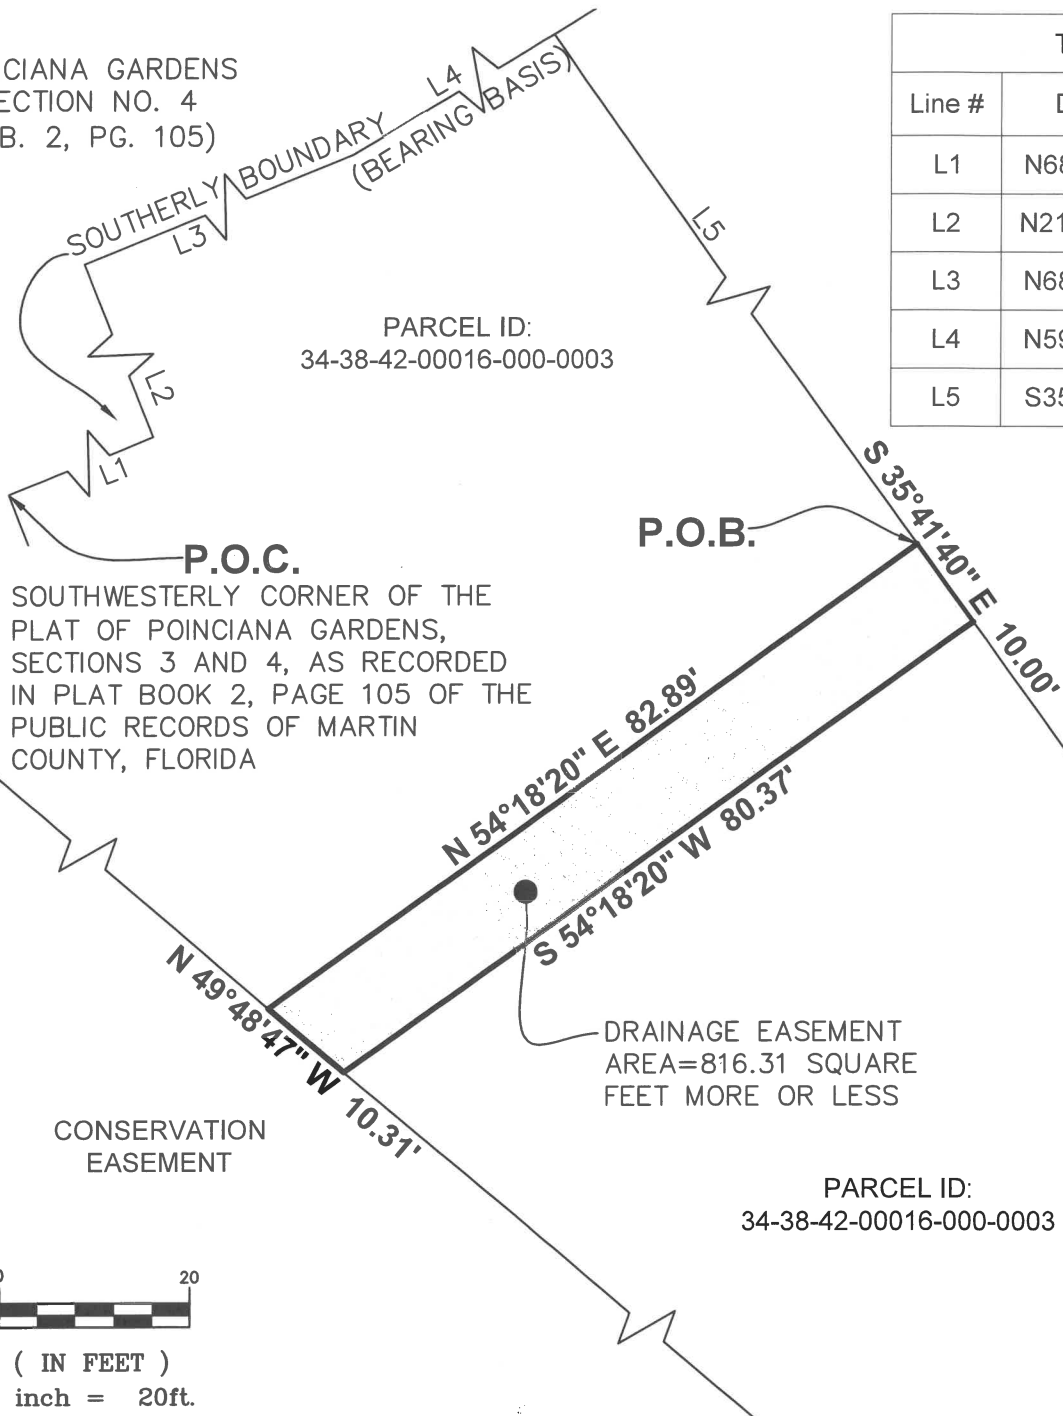 CIANA GARDENS
ECTION NO. 4
B. 2, PG. 105)
SOUTHERLY BOUNDARY
(BEARING BASIS)
L4
L3
L2
L1
L5
Line #
L1 N68
L2 N21
L3 N68
L4 N59
L5 S35
PARCEL ID:
34-38-42-00016-000-0003
P.O.C.
SOUTHWESTERLY CORNER OF THE
PLAT OF POINCIANA GARDENS,
SECTIONS 3 AND 4, AS RECORDED
IN PLAT BOOK 2, PAGE 105 OF THE
PUBLIC RECORDS OF MARTIN
COUNTY, FLORIDA
P.O.B.
S 35°41'40" E 10.00'
N 54°18'20" E 82.89'
S 54°18'20" W 80.37'
N 49°48'47" W 10.31'
DRAINAGE EASEMENT
AREA=816.31 SQUARE
FEET MORE OR LESS
CONSERVATION
EASEMENT
PARCEL ID:
34-38-42-00016-000-0003
20
( IN FEET )
inch = 20ft.